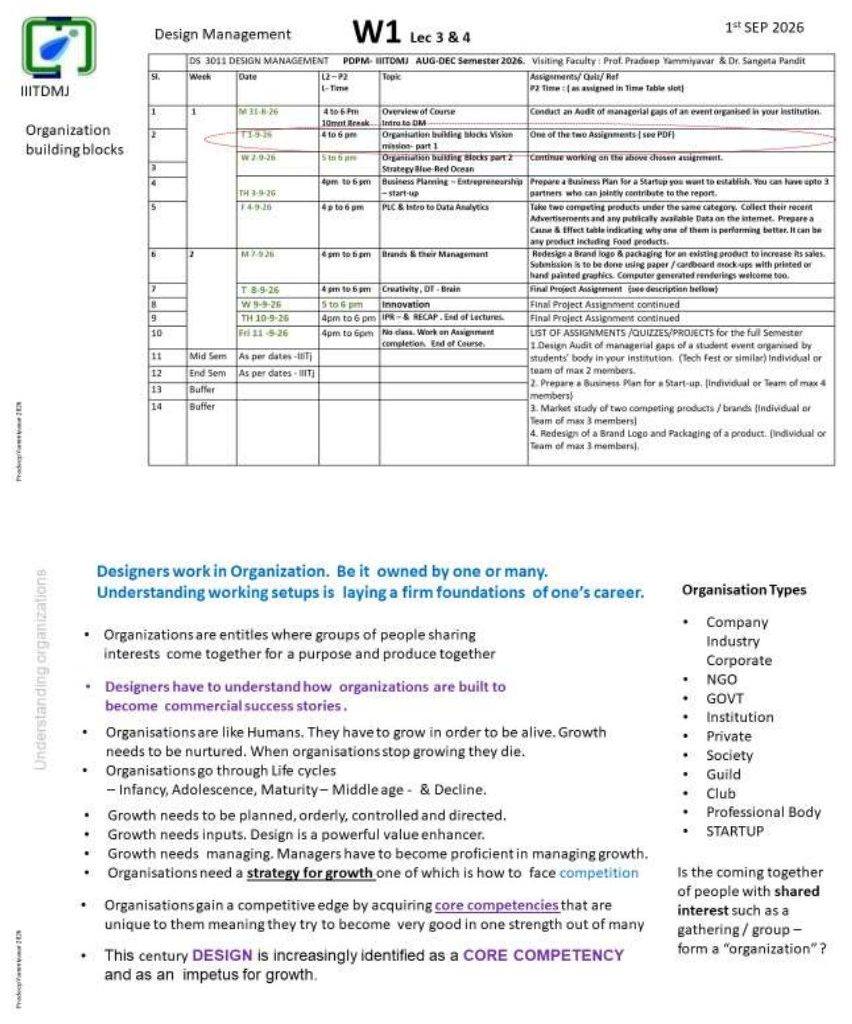 Design Management
W1 Lec 3 & 4
1st SEP 2026
IIITDMJ
Organization
building blocks
DS 3011 DESIGN MANAGEMENT PDPM- IIITDMJ AUG-DEC Semester 2026. Visiting Faculty : Prof. Pradeep Yammiyavar & Dr. Sangeta Pandit
Sl. Week Date L2 – P2 Topic Assignments/ Quiz/ Ref
L- Time P2 Time : ( as assigned in Time Table slot)
1 1 M 31-8-26 4 to 6 Pm Overview of Course Conduct an Audit of managerial gaps of an event organised in your institution.
10mnt Break Intro to DM
2 T 1-9-26 4 to 6 pm Organisation building blocks Vision One of the two Assignments ( see PDF)
mission- part 1
W 2-9-26 5 to 6 pm Organisation building Blocks part 2 Continue working on the above chosen assignment.
3 Strategy Blue-Red Ocean
4 4pm to 6 pm Business Planning – Entrepreneurship Prepare a Business Plan for a Startup you want to establish. You can have upto 3
TH 3-9-26 – start-up partners who can jointly contribute to the report.
5 F 4-9-26 4 p to 6 pm PLC & Intro to Data Analytics Take two competing products under the same category. Collect their recent
Advertisements and any publically available Data on the internet. Prepare a
Cause & Effect table indicating why one of them is performing better. It can be
any product including Food products.
6 2 M 7-9 26 4 pm to 6 pm Brands & their Management Redesign a Brand logo & packaging for an existing product to increase its sales.
Submission is to be done using paper / cardboard mock-ups with printed or
hand painted graphics. Computer generated renderings welcome too.
7 T 8-9-26 4 pm to 6 pm Creativity , DT - Brain Final Project Assignment (see description bellow)
8 W 9-9-26 5 to 6 pm Innovation Final Project Assignment continued
9 TH 10-9-26 4pm to 6 pm IPR – & RECAP . End of Lectures. Final Project Assignment continued
10 Fri 11 -9-26 4pm to 6pm No class. Work on Assignment LIST OF ASSIGNMENTS /QUIZZES/PROJECTS for the full Semester
completion. End of Course. 1.Design Audit of managerial gaps of a student event organised by
11 Mid Sem As per dates -IIITj students' body in your institution. (Tech Fest or similar) Individual or
team of max 2 members.
12 End Sem As per dates - IIITj
13 Buffer 2. Prepare a Business Plan for a Start-up. (Individual or Team of max 4
members)
14 Buffer 3. Market study of two competing products / brands (Individual or
Team of max 3 members)
4. Redesign of a Brand Logo and Packaging of a product. (Individual or
Team of max 3 members).
Pradeep Yammiyavar 2026
Understanding organizations
Designers work in Organization. Be it owned by one or many.
Understanding working setups is laying a firm foundations of one's career.
• Organizations are entities where groups of people sharing
interests come together for a purpose and produce together
• Designers have to understand how organizations are built to
become commercial success stories .
• Organisations are like Humans. They have to grow in order to be alive. Growth
needs to be nurtured. When organisations stop growing they die.
• Organisations go through Life cycles
– Infancy, Adolescence, Maturity – Middle age - & Decline.
• Growth needs to be planned, orderly, controlled and directed.
• Growth needs inputs. Design is a powerful value enhancer.
• Growth needs managing. Managers have to become proficient in managing growth.
• Organisations need a strategy for growth one of which is how to face competition
• Organisations gain a competitive edge by acquiring core competencies that are
unique to them meaning they try to become very good in one strength out of many
• This century DESIGN is increasingly identified as a CORE COMPETENCY
and as an impetus for growth.
Organisation Types
• Company
Industry
Corporate
• NGO
• GOVT
• Institution
• Private
• Society
• Guild
• Club
• Professional Body
• STARTUP
Is the coming together
of people with shared
interest such as a
gathering / group –
form a "organization" ?
Pradeep Yammiyavar 2026